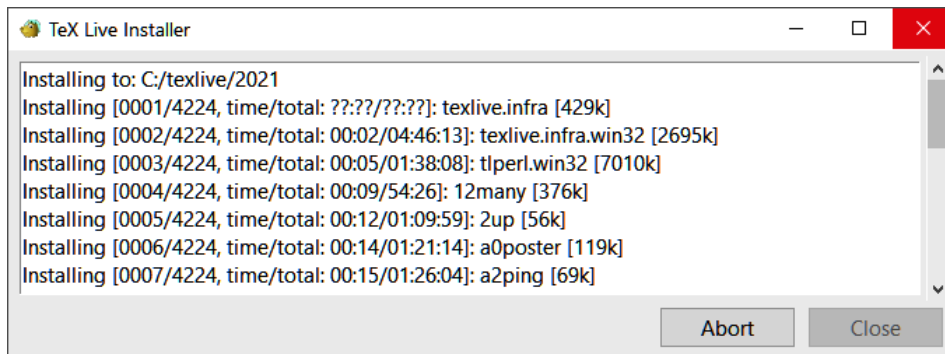 TeX Live Installer
Installing to: C:/texlive/2021
Installing [0001/4224, time/total: ??:??/??:??]: texlive.infra [429k]
Installing [0002/4224, time/total: 00:02/04:46:13]: texlive.infra.win32 [2695k]
Installing [0003/4224, time/total: 00:05/01:38:08]: tlperl.win32 [7010k]
Installing [0004/4224, time/total: 00:09/54:26]: 12many [376k]
Installing [0005/4224, time/total: 00:12/01:09:59]: 2up [56k]
Installing [0006/4224, time/total: 00:14/01:21:14]: a0poster [119k]
Installing [0007/4224, time/total: 00:15/01:26:04]: a2ping [69k]
Abort Close